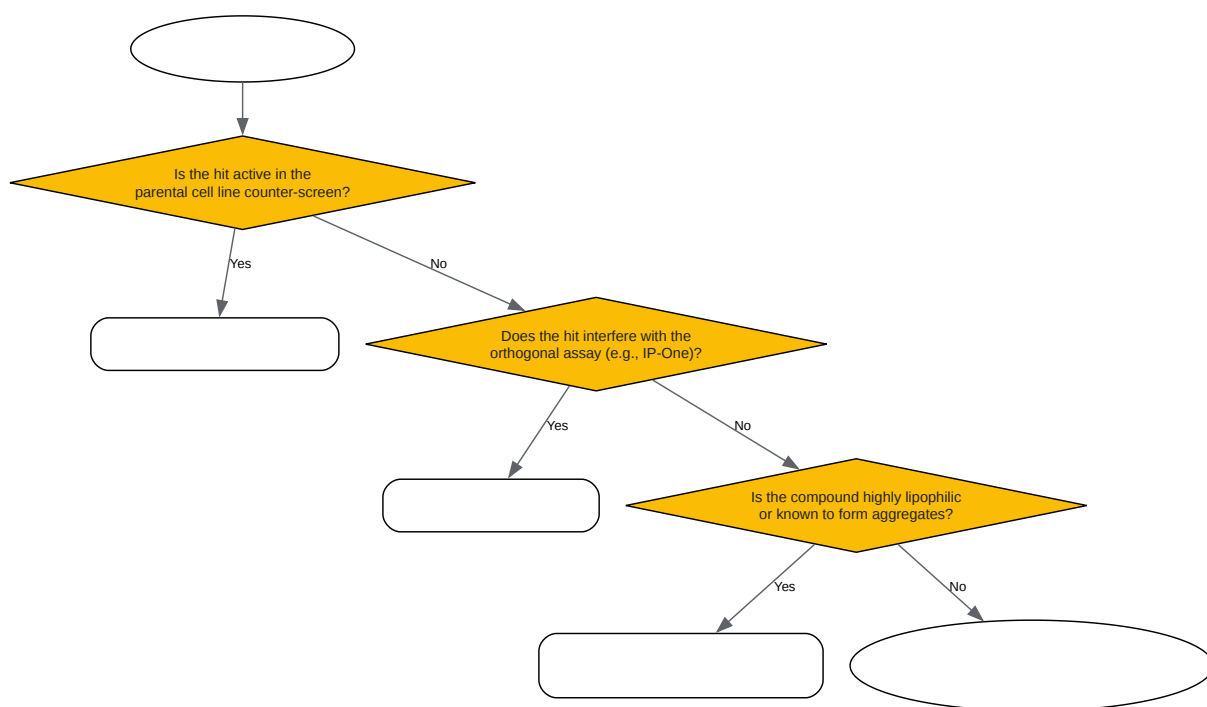 Is the hit active in the
parental cell line counter-screen?
Yes
No
Does the hit interfere with the
orthogonal assay (e.g., IP-One)?
Yes
No
Is the compound highly lipophilic
or known to form aggregates?
Yes
No